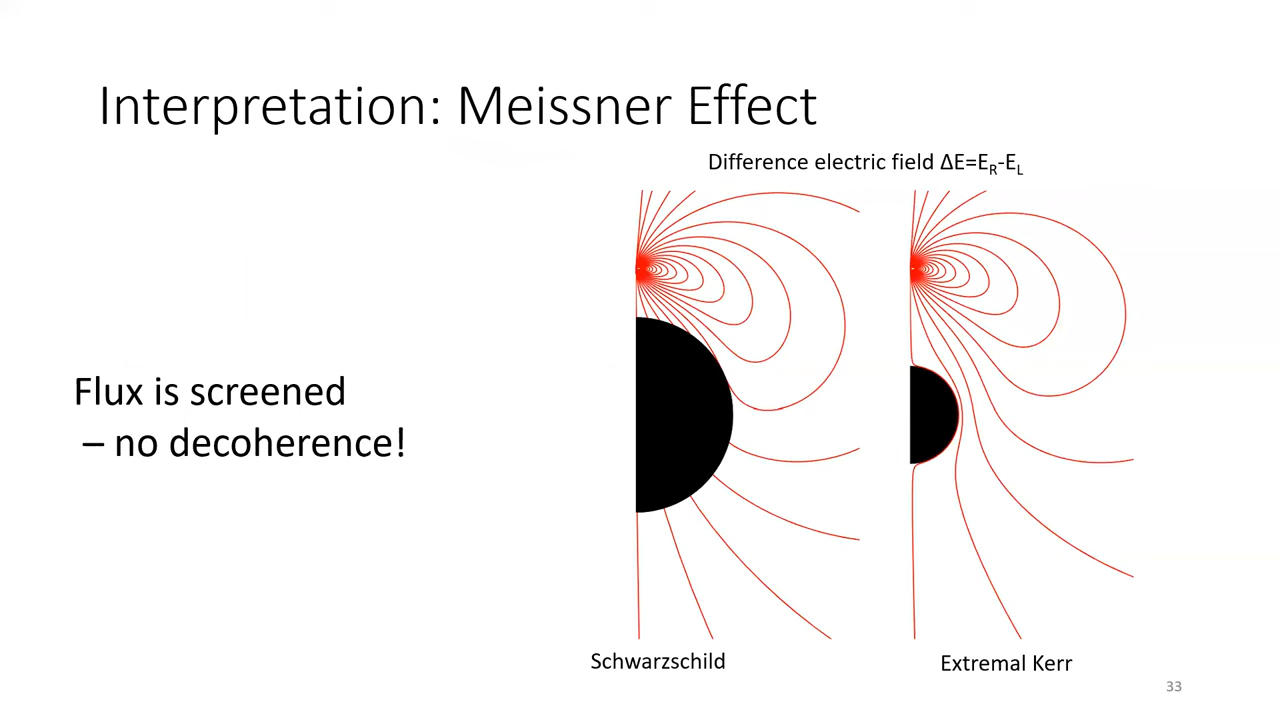 Interpretation: Meissner Effect
Difference electric field ΔE=E_R-E_L
Flux is screened
– no decoherence!
Schwarzschild
Extremal Kerr
33